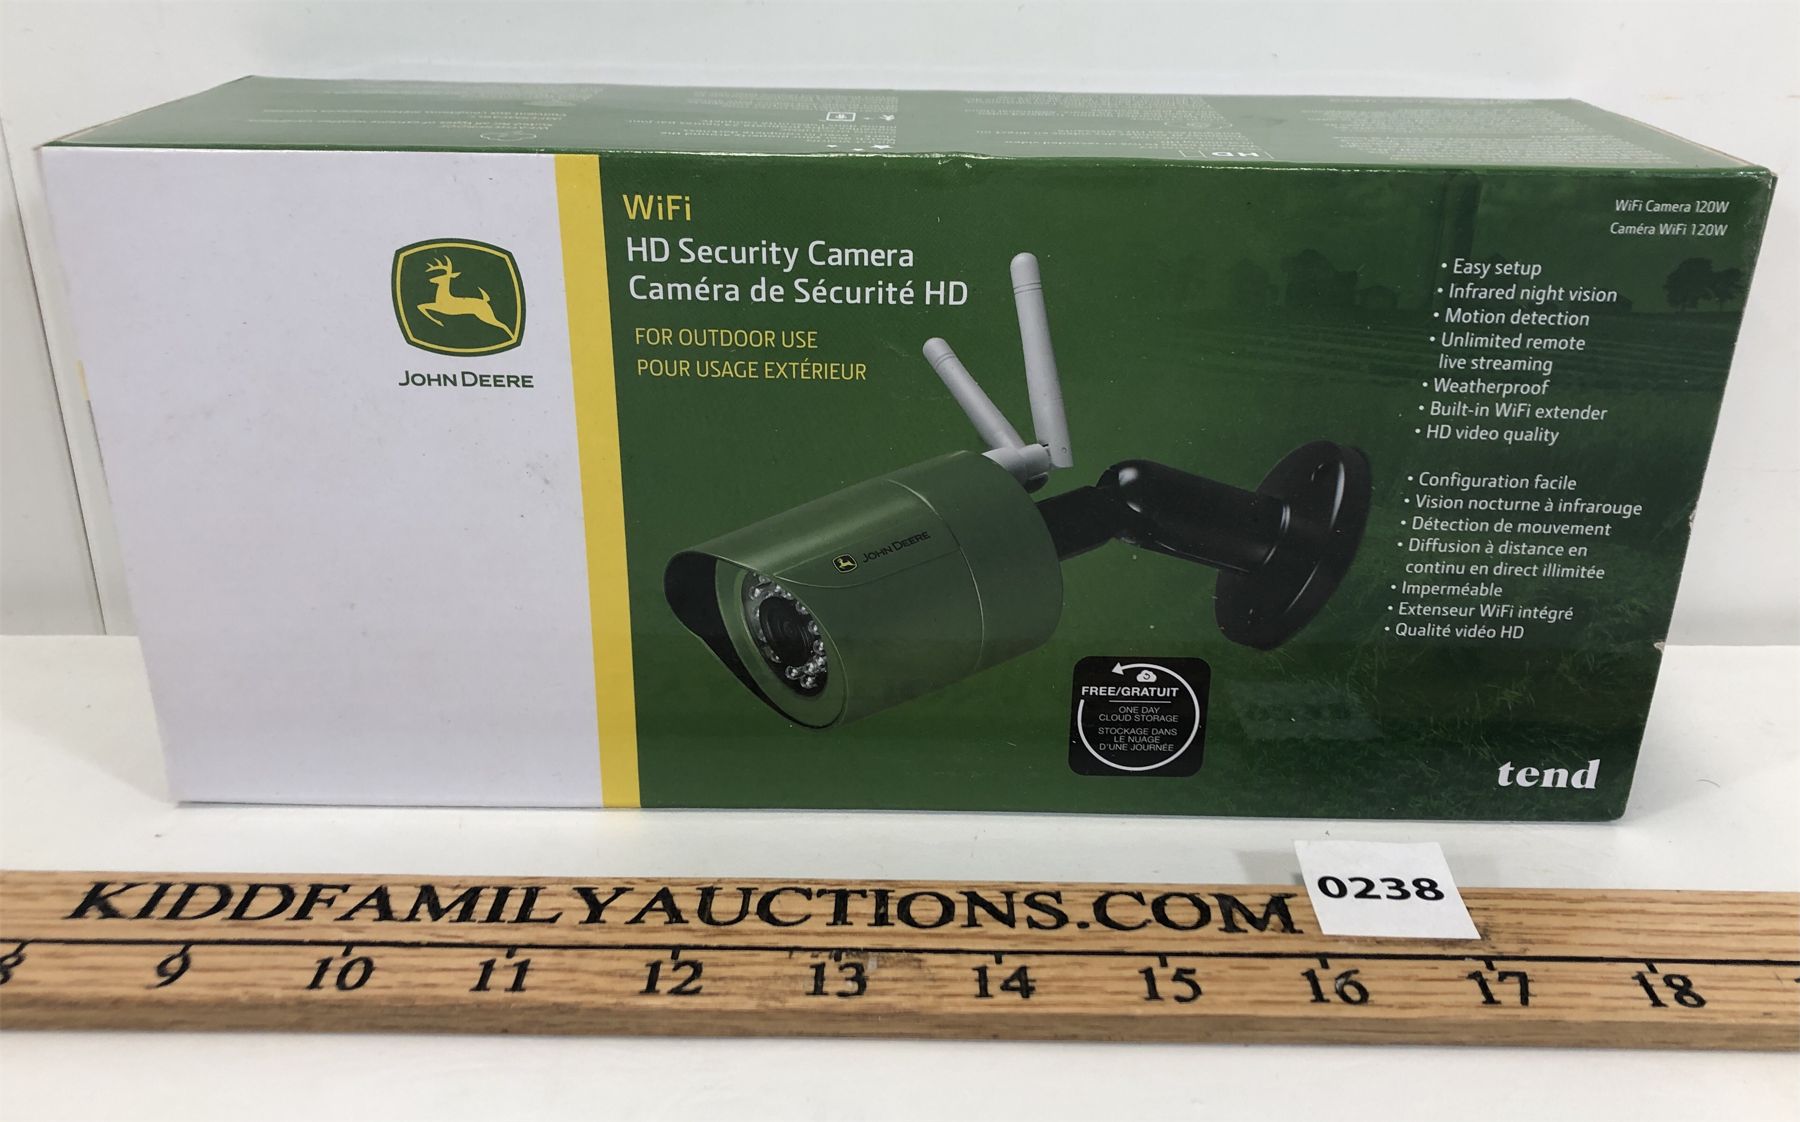 JOHN DEERE
WiFi
HD Security Camera
Caméra de Sécurité HD
FOR OUTDOOR USE
POUR USAGE EXTÉRIEUR
JOHN DEERE
WiFi Camera 120W
Caméra WiFi 120W
• Easy setup
• Infrared night vision
• Motion detection
• Unlimited remote
live streaming
• Weatherproof
• Built-in WiFi extender
• HD video quality
• Configuration facile
• Vision nocturne à infrarouge
• Détection de mouvement
• Diffusion à distance en
continu en direct illimitée
• Imperméable
• Extenseur WiFi intégré
• Qualité vidéo HD
FREE/GRATUIT
ONE DAY
CLOUD STORAGE
STOCKAGE DANS
LE NUAGE
D'UNE JOURNÉE
tend
0238
KIDDFAMILYAUCTIONS.COM
8 9 10 11 12 13 14 15 16 17 18